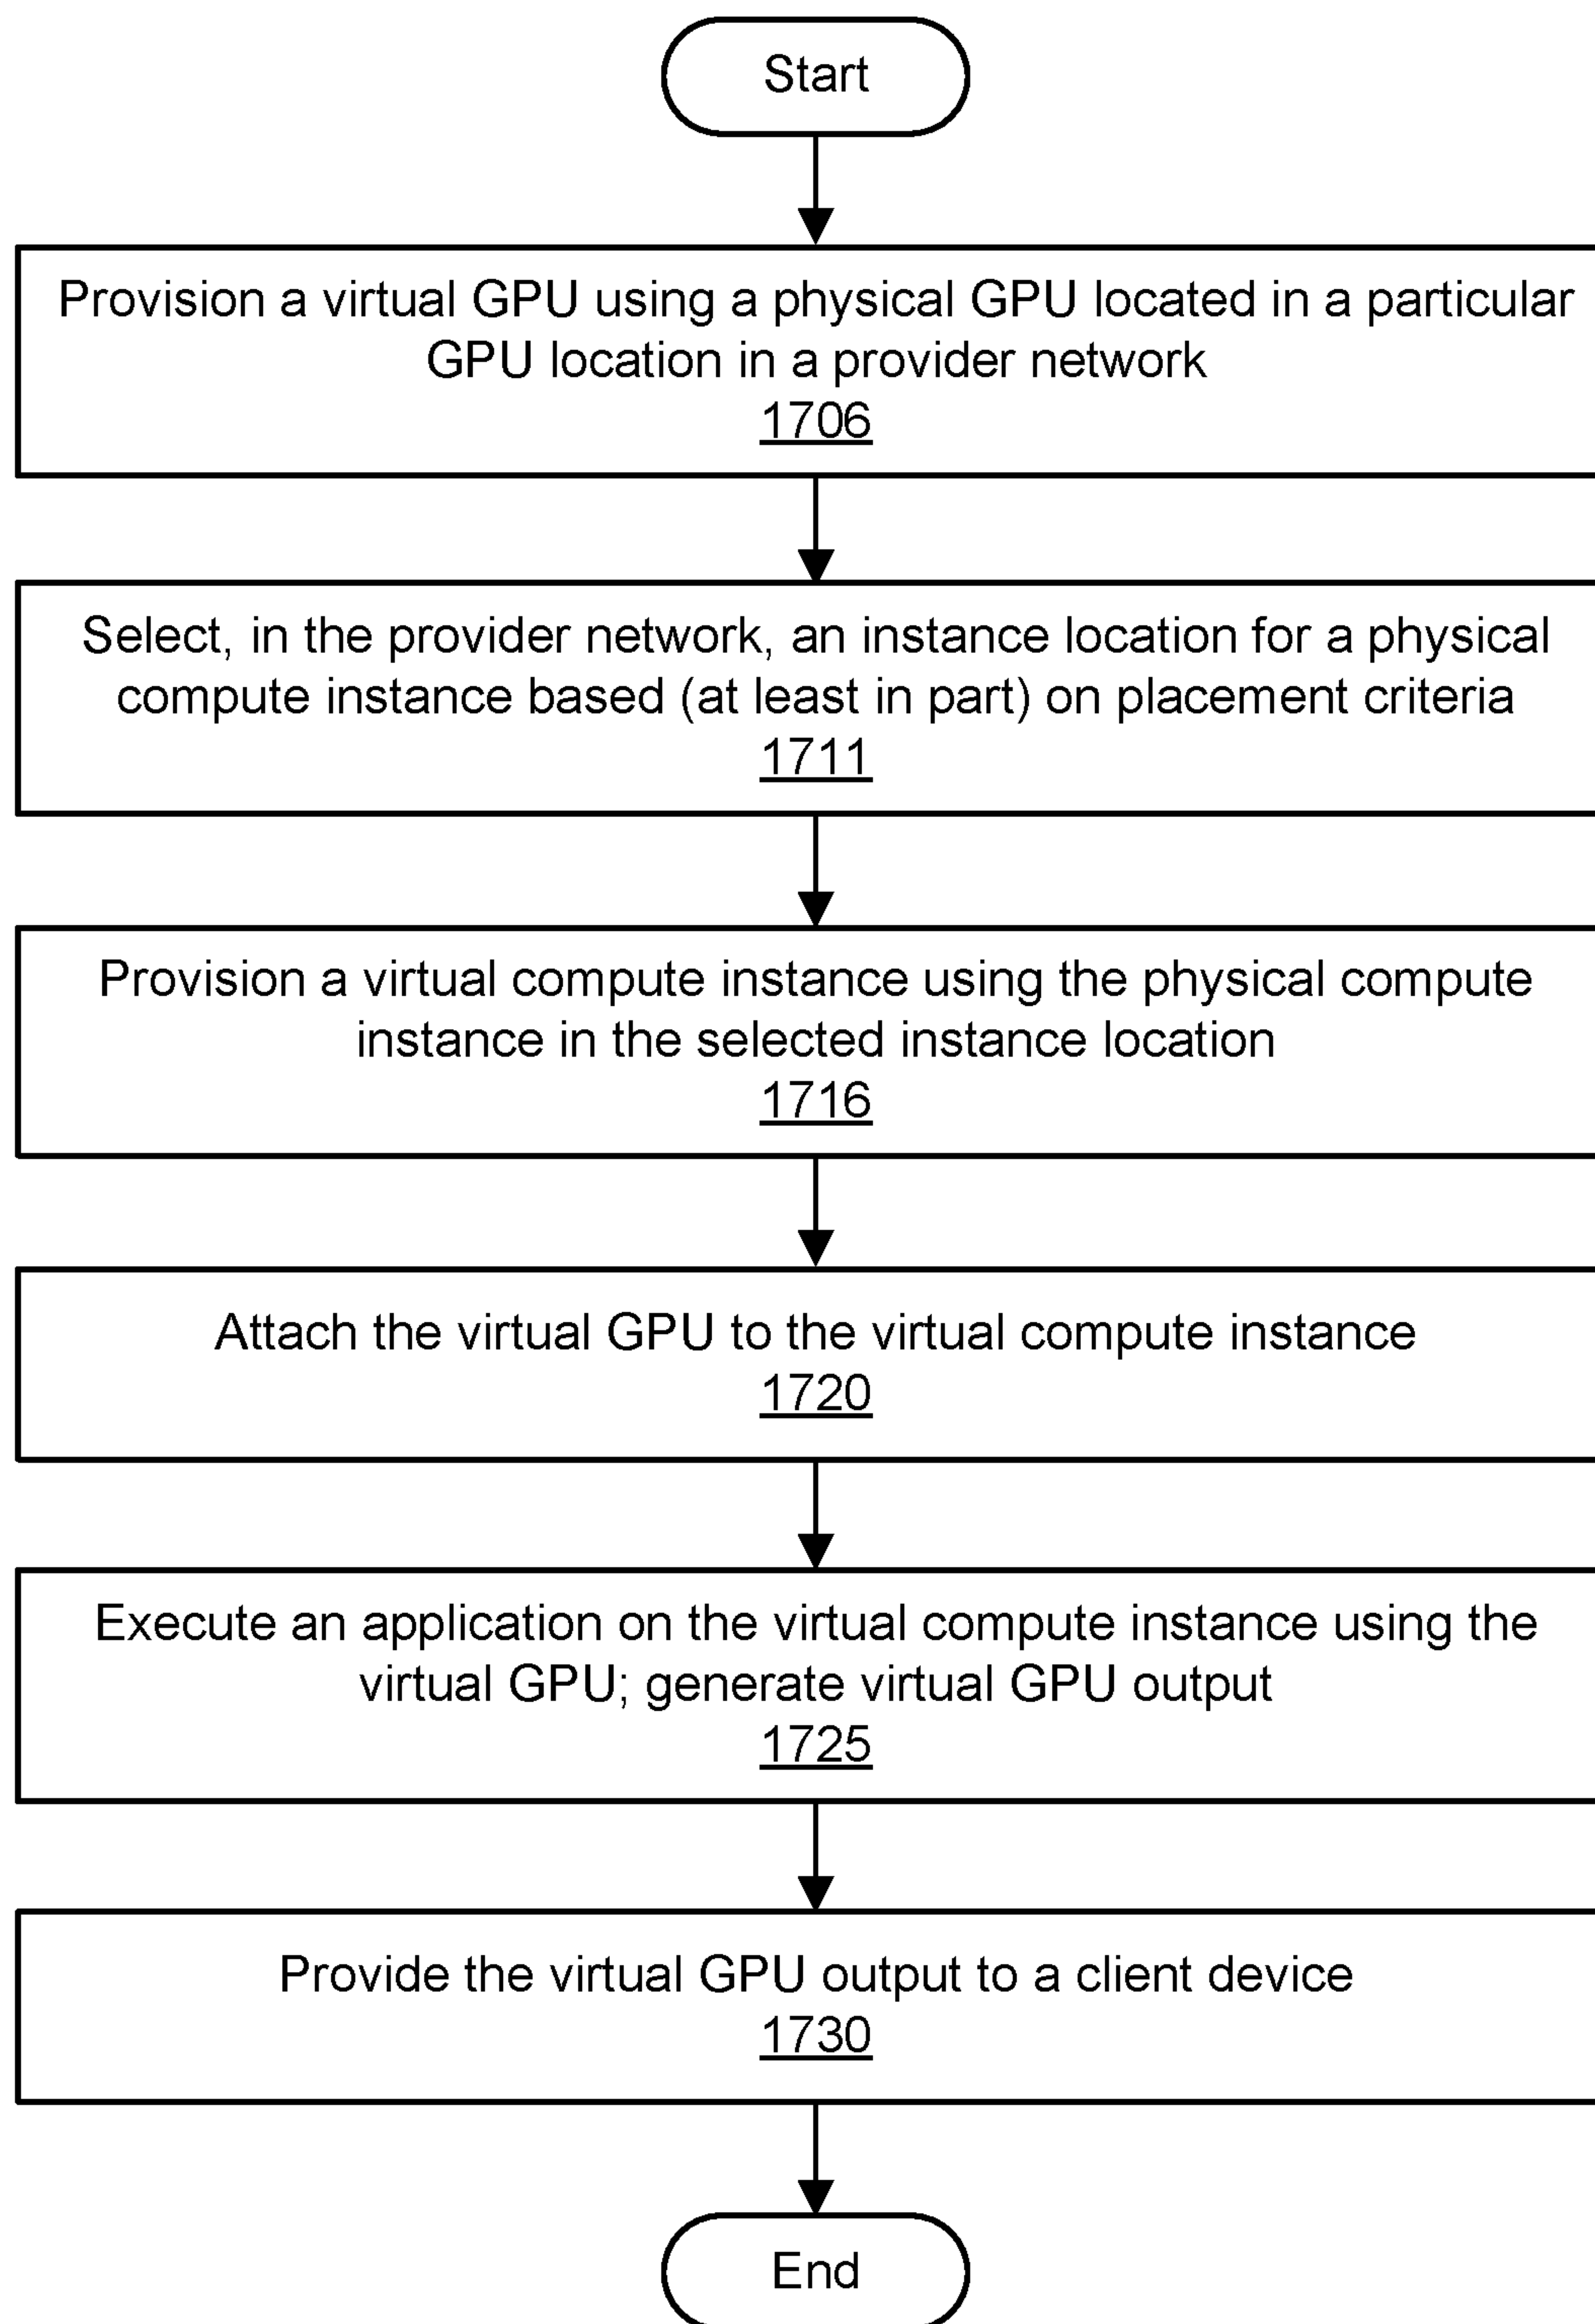 Start
Provision a virtual GPU using a physical GPU located in a particular
GPU location in a provider network
1706
Select, in the provider network, an instance location for a physical
compute instance based (at least in part) on placement criteria
1711
Provision a virtual compute instance using the physical compute
instance in the selected instance location
1716
Attach the virtual GPU to the virtual compute instance
1720
Execute an application on the virtual compute instance using the
virtual GPU; generate virtual GPU output
1725
Provide the virtual GPU output to a client device
1730
End